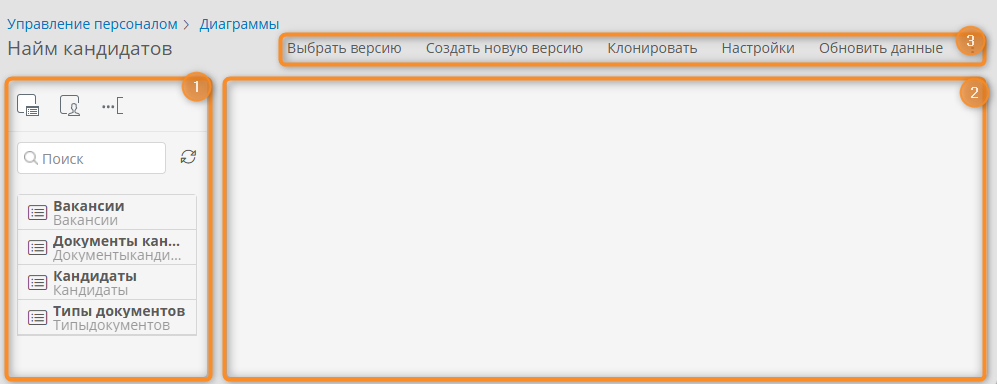 Управление персоналом > Диаграммы
Найм кандидатов
Выбрать версию Создать новую версию Клонировать Настройки Обновить данные
3
1
2
Поиск
Вакансии
Вакансии
Документы кан...
Документыканди...
Кандидаты
Кандидаты
Типы документов
Типыдокументов